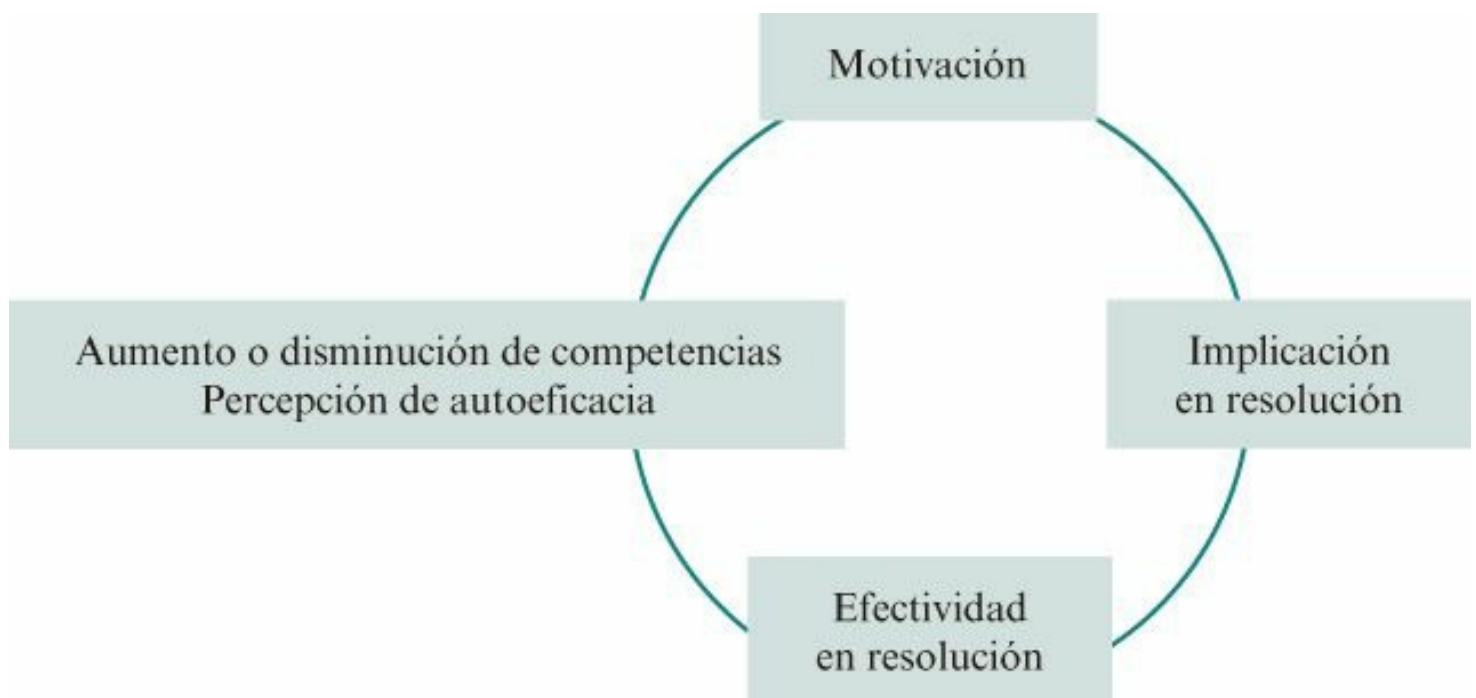 Motivación
Aumento o disminución de competencias
Percepción de autoeficacia
Implicación
en resolución
Efectividad
en resolución